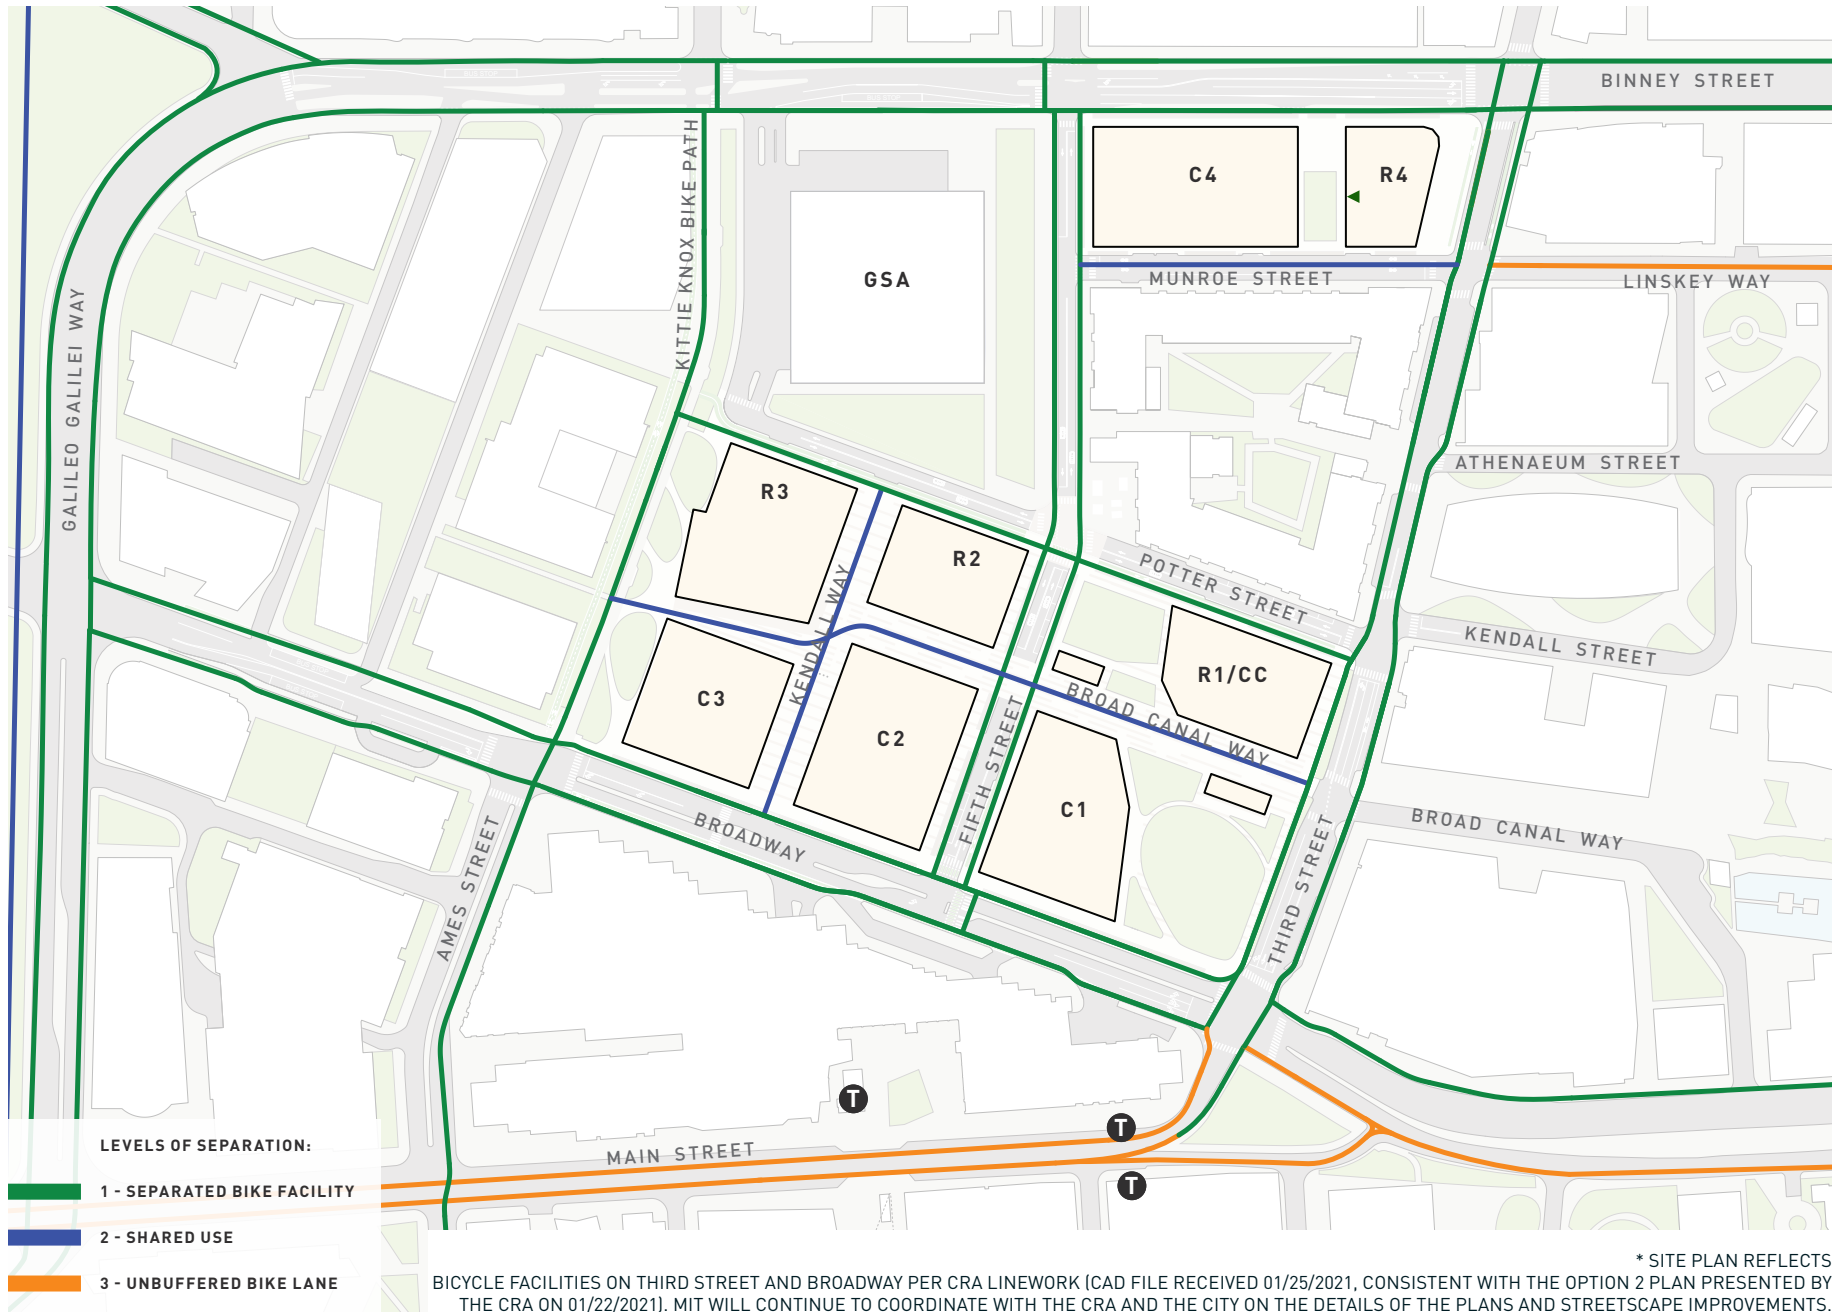 BINNEY STREET
KITTIE KNOX BIKE PATH
C4
R4
GSA
MUNROE STREET
LINSKEY WAY
GALILEO GALILEI WAY
ATHENAEUM STREET
R3
R2
POTTER STREET
KENDALL WAY
KENDALL STREET
R1/CC
C3
C2
BROAD CANAL WAY
FIFTH STREET
C1
BROADWAY
BROAD CANAL WAY
AMES STREET
THIRD STREET
T
T
MAIN STREET
T
LEVELS OF SEPARATION:
1 - SEPARATED BIKE FACILITY
2 - SHARED USE
3 - UNBUFFERED BIKE LANE
* SITE PLAN REFLECTS
BICYCLE FACILITIES ON THIRD STREET AND BROADWAY PER CRA LINEWORK (CAD FILE RECEIVED 01/25/2021, CONSISTENT WITH THE OPTION 2 PLAN PRESENTED BY
THE CRA ON 01/22/2021). MIT WILL CONTINUE TO COORDINATE WITH THE CRA AND THE CITY ON THE DETAILS OF THE PLANS AND STREETSCAPE IMPROVEMENTS.